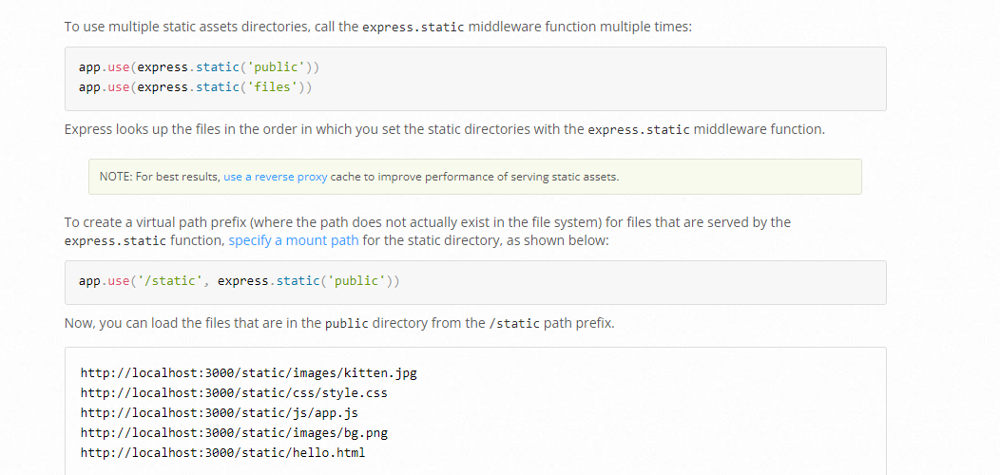 To use multiple static assets directories, call the express.static middleware function multiple times:
app.use(express.static('public'))
app.use(express.static('files'))
Express looks up the files in the order in which you set the static directories with the express.static middleware function.
NOTE: For best results, use a reverse proxy cache to improve performance of serving static assets.
To create a virtual path prefix (where the path does not actually exist in the file system) for files that are served by the
express.static function, specify a mount path for the static directory, as shown below:
app.use('/static', express.static('public'))
Now, you can load the files that are in the public directory from the /static path prefix.
http://localhost:3000/static/images/kitten.jpg
http://localhost:3000/static/css/style.css
http://localhost:3000/static/js/app.js
http://localhost:3000/static/images/bg.png
http://localhost:3000/static/hello.html